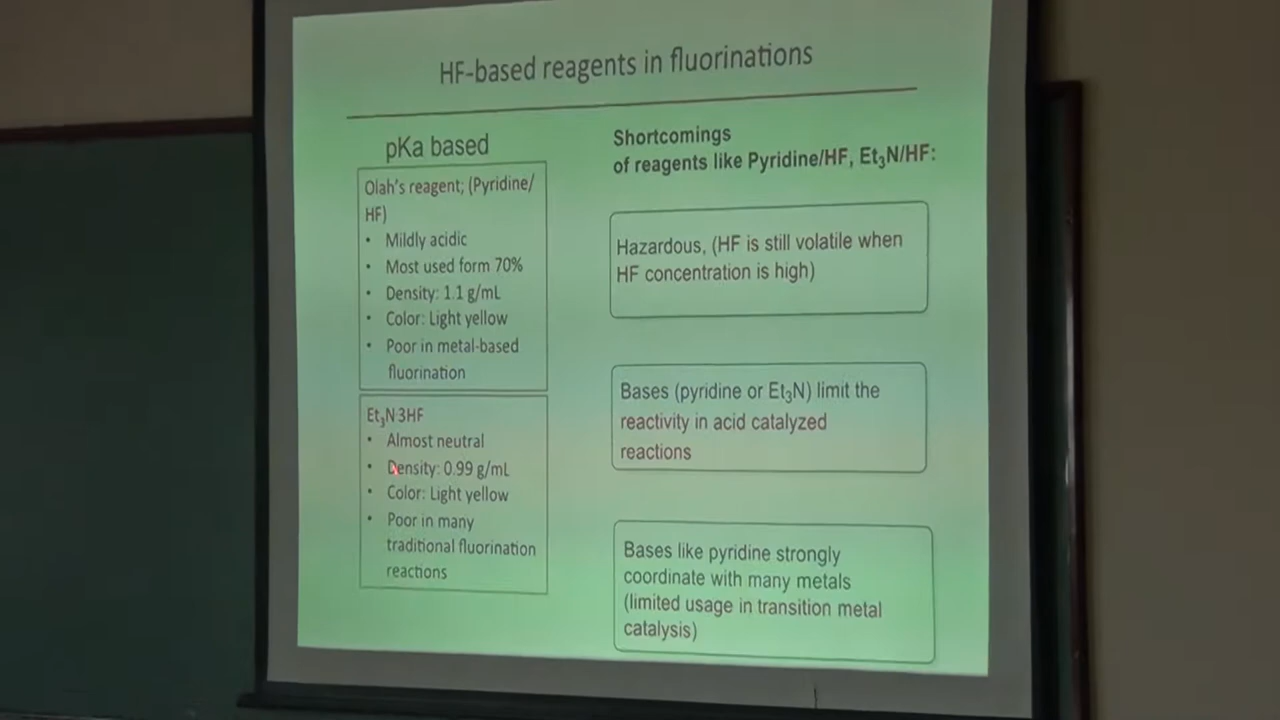 HF-based reagents in fluorinations
pKa based
Olah's reagent; (Pyridine/
HF)
• Mildly acidic
• Most used form 70%
• Density: 1.1 g/mL
• Color: Light yellow
• Poor in metal-based
fluorination
Et₃N·3HF
• Almost neutral
• Density: 0.99 g/mL
• Color: Light yellow
• Poor in many
traditional fluorination
reactions
Shortcomings
of reagents like Pyridine/HF, Et₃N/HF:
Hazardous, (HF is still volatile when
HF concentration is high)
Bases (pyridine or Et₃N) limit the
reactivity in acid catalyzed
reactions
Bases like pyridine strongly
coordinate with many metals
(limited usage in transition metal
catalysis)